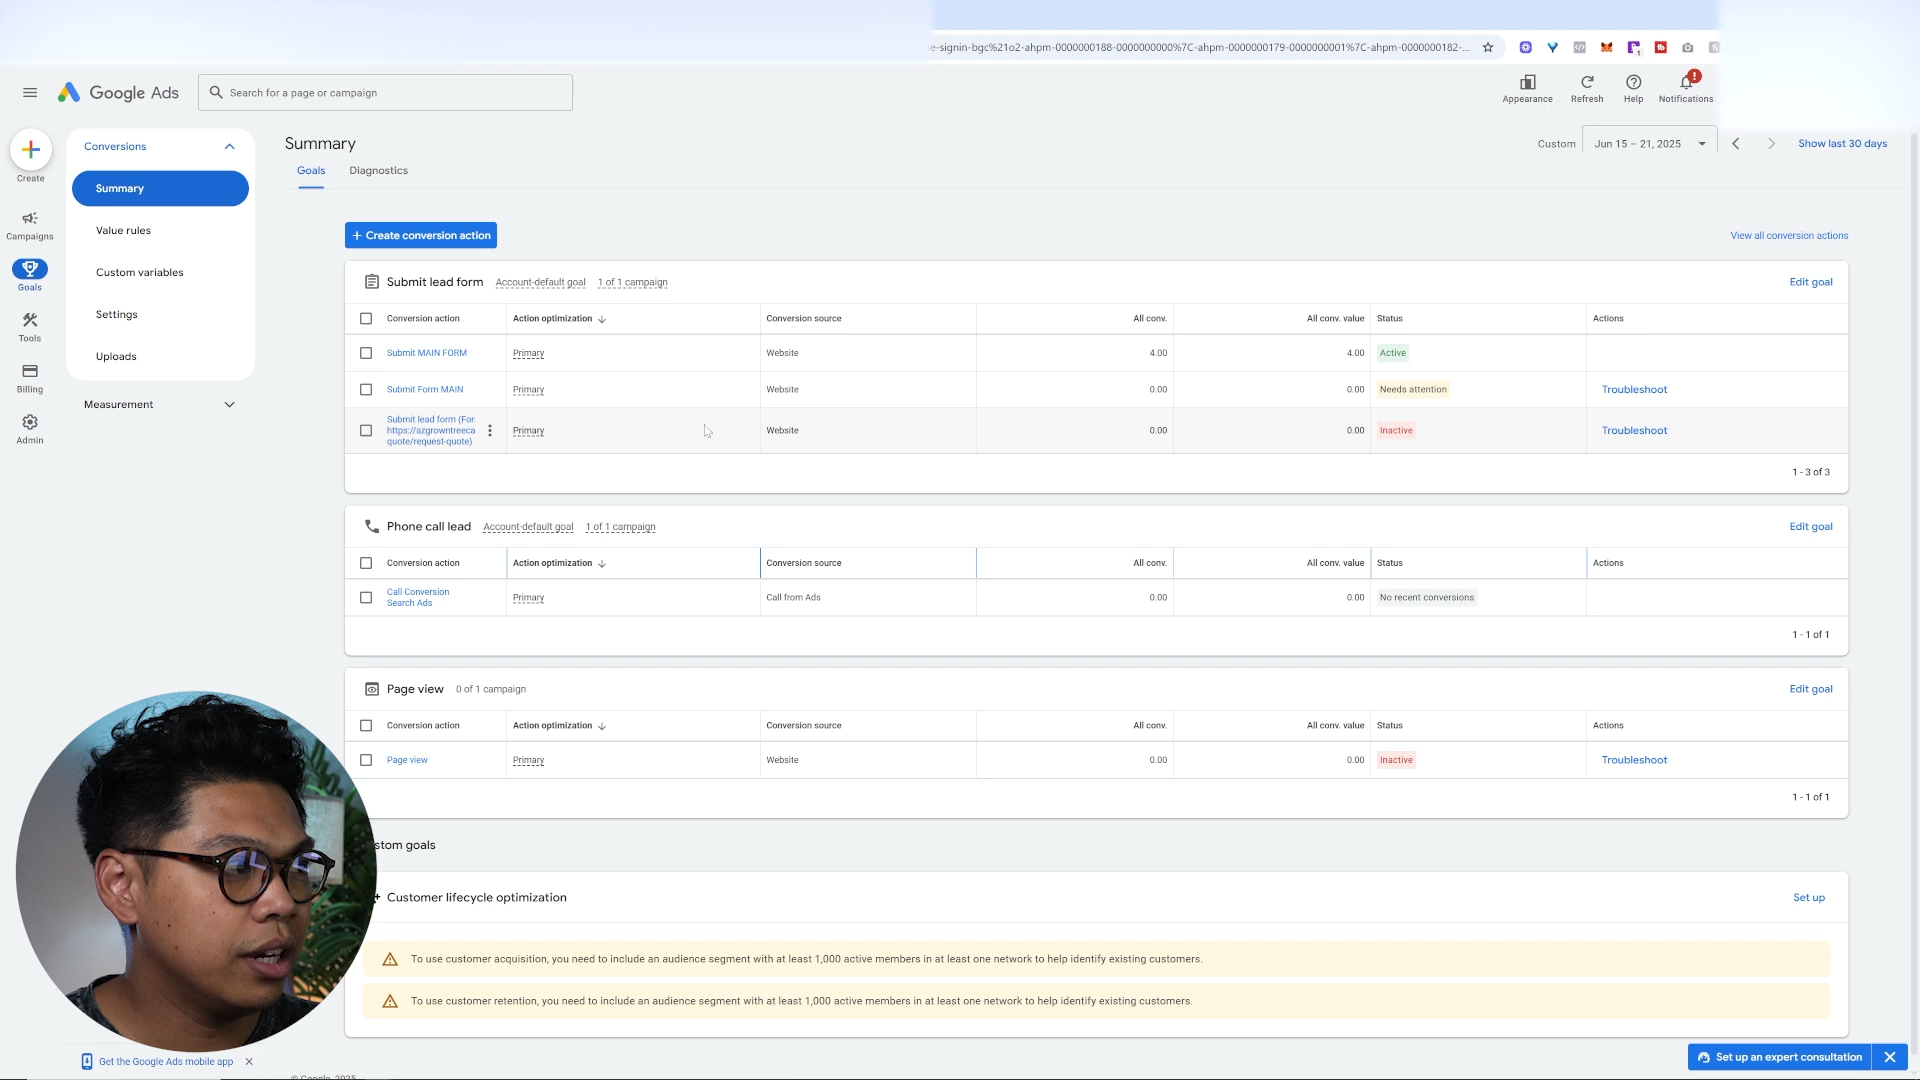 e-signin-bgc%21o2-ahpm-0000000188-0000000000%7C-ahpm-0000000179-0000000001%7C-ahpm-0000000182-...
Google Ads
Search for a page or campaign
Appearance
Refresh
Help
Notifications
Create
Campaigns
Goals
Tools
Billing
Admin
Conversions
Summary
Value rules
Custom variables
Settings
Uploads
Measurement
Summary
Custom
Jun 15 – 21, 2025
Show last 30 days
Goals
Diagnostics
+ Create conversion action
View all conversion actions
Submit lead form Account-default goal 1 of 1 campaign Edit goal
Conversion action Action optimization Conversion source All conv. All conv. value Status Actions
Submit MAIN FORM Primary Website 4.00 4.00 Active
Submit Form MAIN Primary Website 0.00 0.00 Needs attention Troubleshoot
Submit lead form (For
https://azgrowntreeca
quote/request-quote)
Primary Website 0.00 0.00 Inactive Troubleshoot
1 - 3 of 3
Phone call lead Account-default goal 1 of 1 campaign Edit goal
Conversion action Action optimization Conversion source All conv. All conv. value Status Actions
Call Conversion
Search Ads
Primary Call from Ads 0.00 0.00 No recent conversions
1 - 1 of 1
Page view 0 of 1 campaign Edit goal
Conversion action Action optimization Conversion source All conv. All conv. value Status Actions
Page view Primary Website 0.00 0.00 Inactive Troubleshoot
1 - 1 of 1
stom goals
Customer lifecycle optimization Set up
To use customer acquisition, you need to include an audience segment with at least 1,000 active members in at least one network to help identify existing customers.
To use customer retention, you need to include an audience segment with at least 1,000 active members in at least one network to help identify existing customers.
Get the Google Ads mobile app
Set up an expert consultation
© Google, 2025